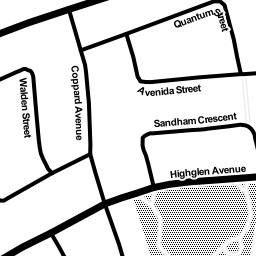 Quantum Street
Avenida Street
Coppard Avenue
Walden Street
Sandham Crescent
Highglen Avenue